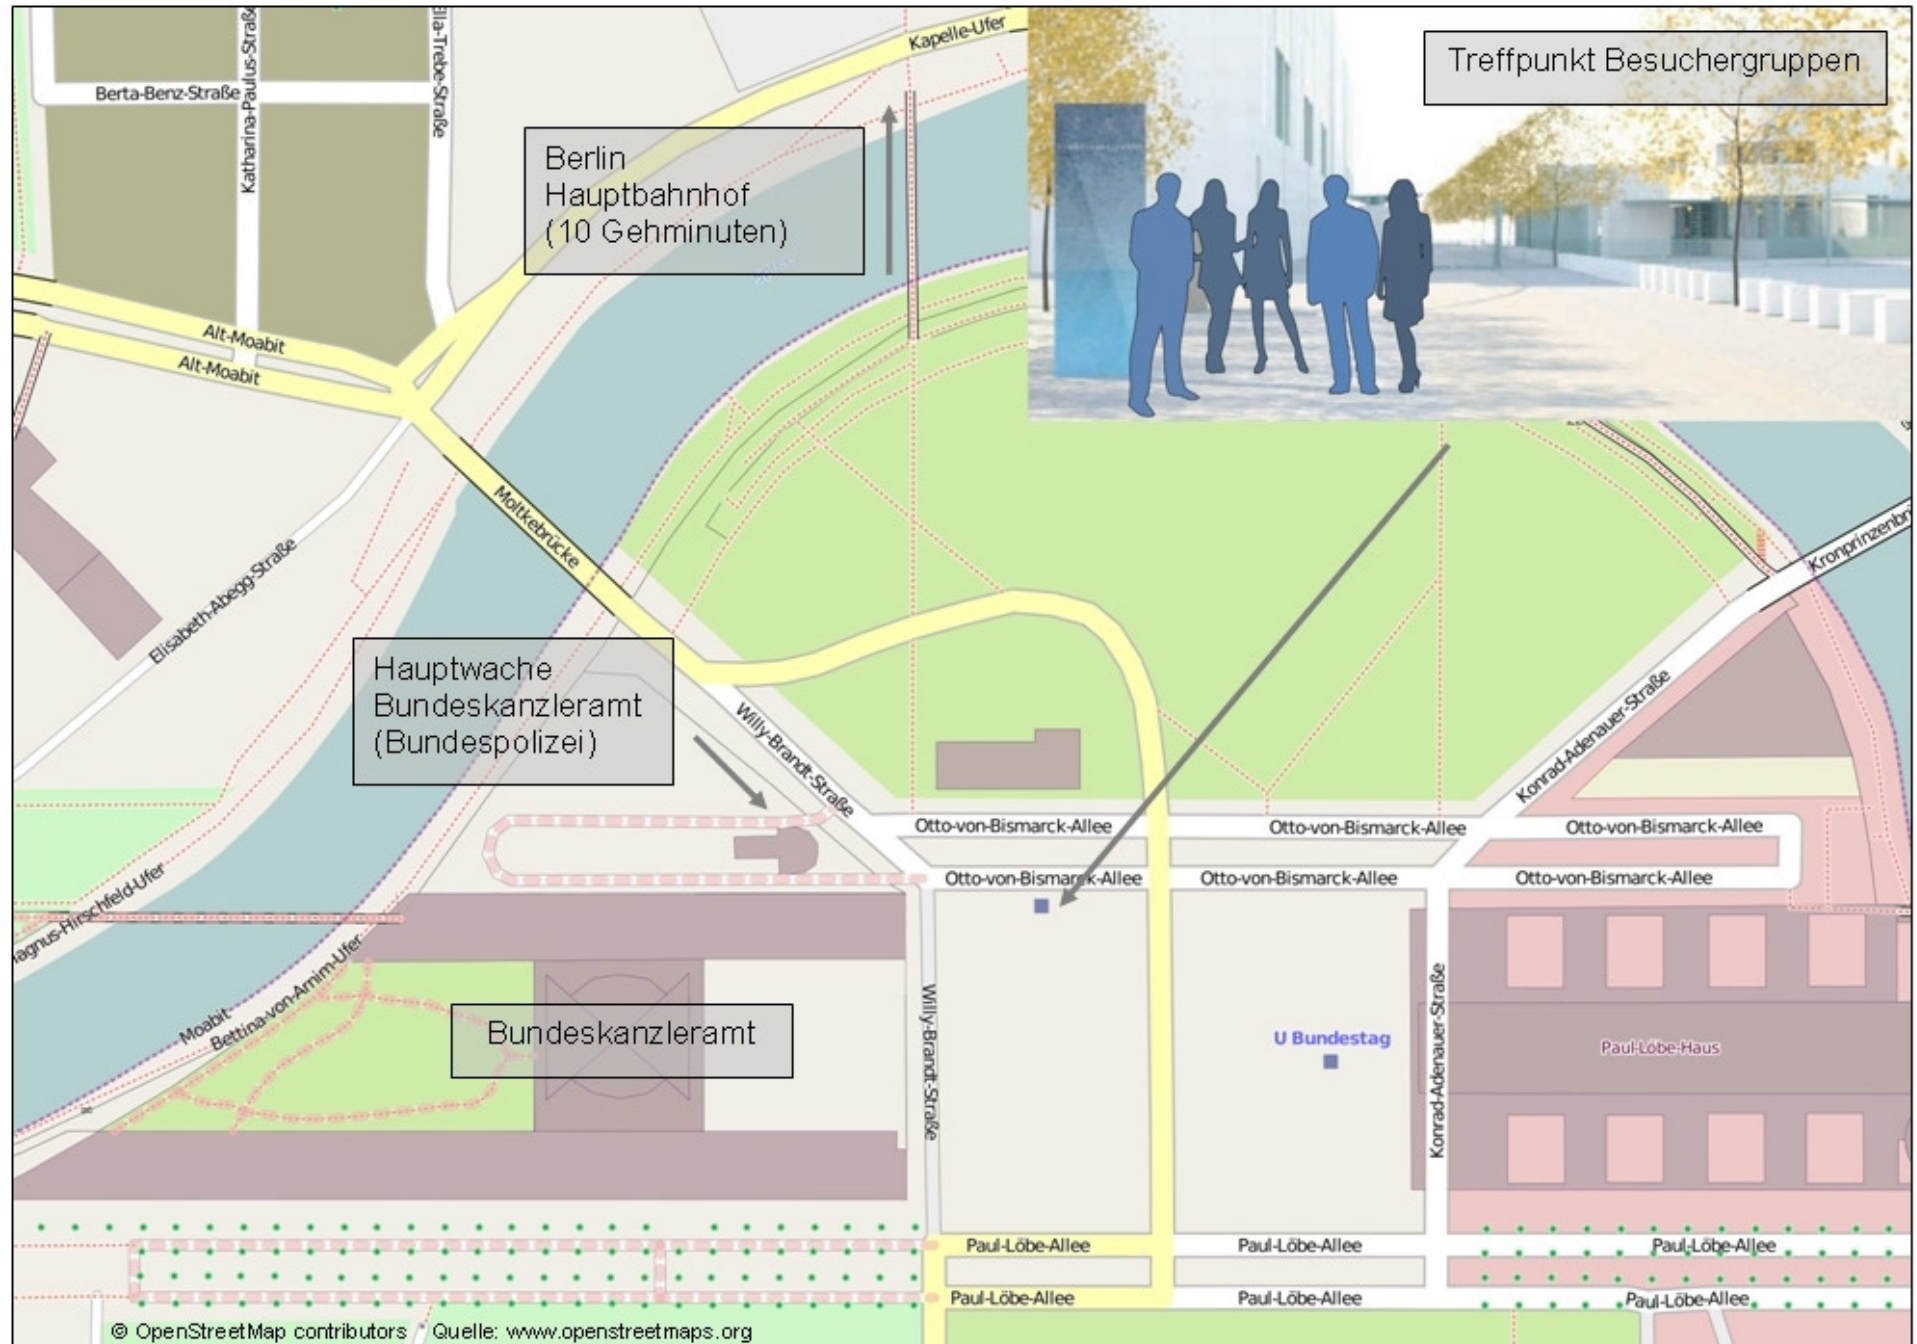 Kapelle-Ufer
Treffpunkt Besuchergruppen
Berta-Benz-Straße
Katharina-Paulus-Straße
Ella-Trebe-Straße
Berlin
Hauptbahnhof
(10 Gehminuten)
Alt-Moabit
Alt-Moabit
Moltkebrücke
Elisabeth-Abegg-Straße
Hauptwache
Bundeskanzleramt
(Bundespolizei)
Willy-Brandt-Straße
Konrad-Adenauer-Straße
Otto-von-Bismarck-Allee
Otto-von-Bismarck-Allee
Otto-von-Bismarck-Allee
Otto-von-Bismarck-Allee
Otto-von-Bismarck-Allee
Otto-von-Bismarck-Allee
agnus-Hirschfeld-Ufer
Moabit
Bettina-von-Arnim-Ufer
Bundeskanzleramt
Willy-Brandt-Straße
U Bundestag
Konrad-Adenauer-Straße
Paul-Löbe-Haus
Paul-Löbe-Allee
Paul-Löbe-Allee
Paul-Löbe-Allee
Paul-Löbe-Allee
Paul-Löbe-Allee
Paul-Löbe-Allee
© OpenStreetMap contributors / Quelle: www.openstreetmaps.org